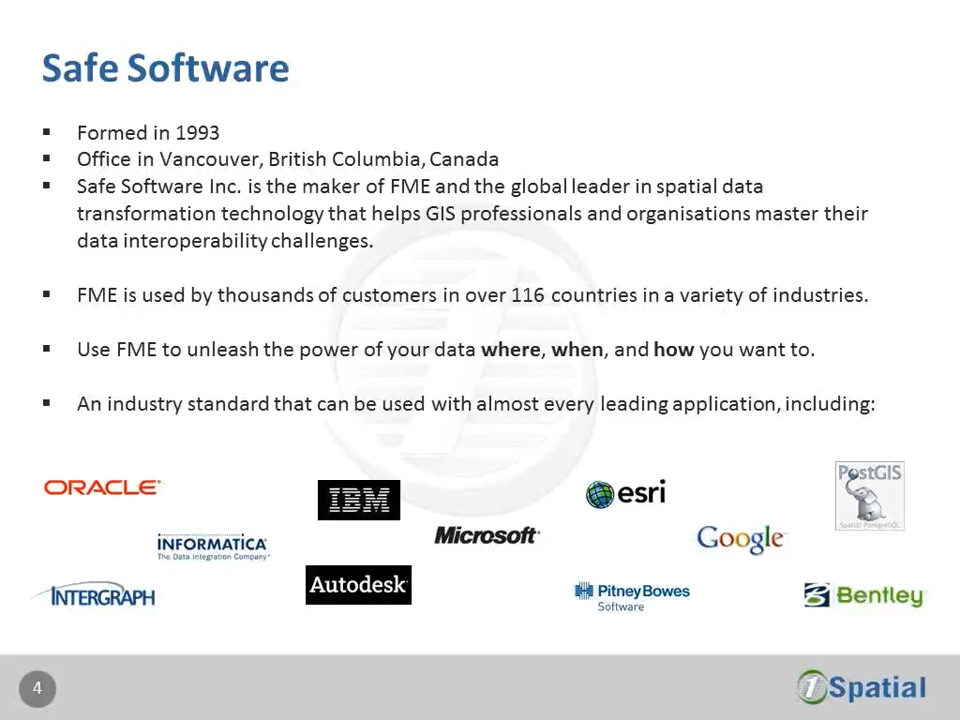 Safe Software
▪ Formed in 1993
▪ Office in Vancouver, British Columbia, Canada
▪ Safe Software Inc. is the maker of FME and the global leader in spatial data
transformation technology that helps GIS professionals and organisations master their
data interoperability challenges.
▪ FME is used by thousands of customers in over 116 countries in a variety of industries.
▪ Use FME to unleash the power of your data where, when, and how you want to.
▪ An industry standard that can be used with almost every leading application, including:
ORACLE
IBM
esri
PostGIS
Spatial PostgreSQL
INFORMATICA
The Data Integration Company
Microsoft
Google
INTERGRAPH
Autodesk
PitneyBowes
Software
Bentley
4
1Spatial